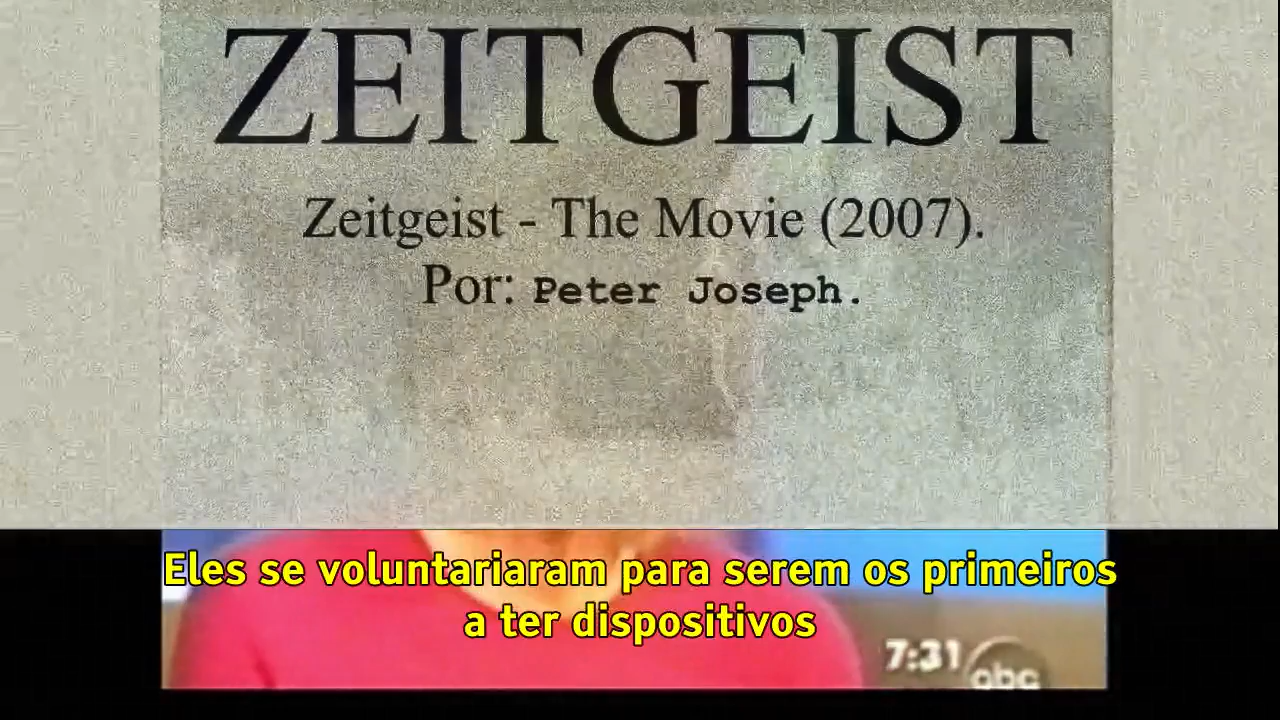 ZEITGEIST
Zeitgeist - The Movie (2007).
Por: Peter Joseph.
Eles se voluntariaram para serem os primeiros
a ter dispositivos
7:31 abc